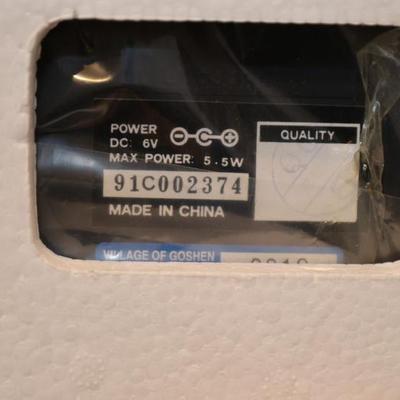 POWER
DC: 6V
MAX POWER: 5.5W
91C002374
MADE IN CHINA
QUALITY
VILLAGE OF GOSHEN